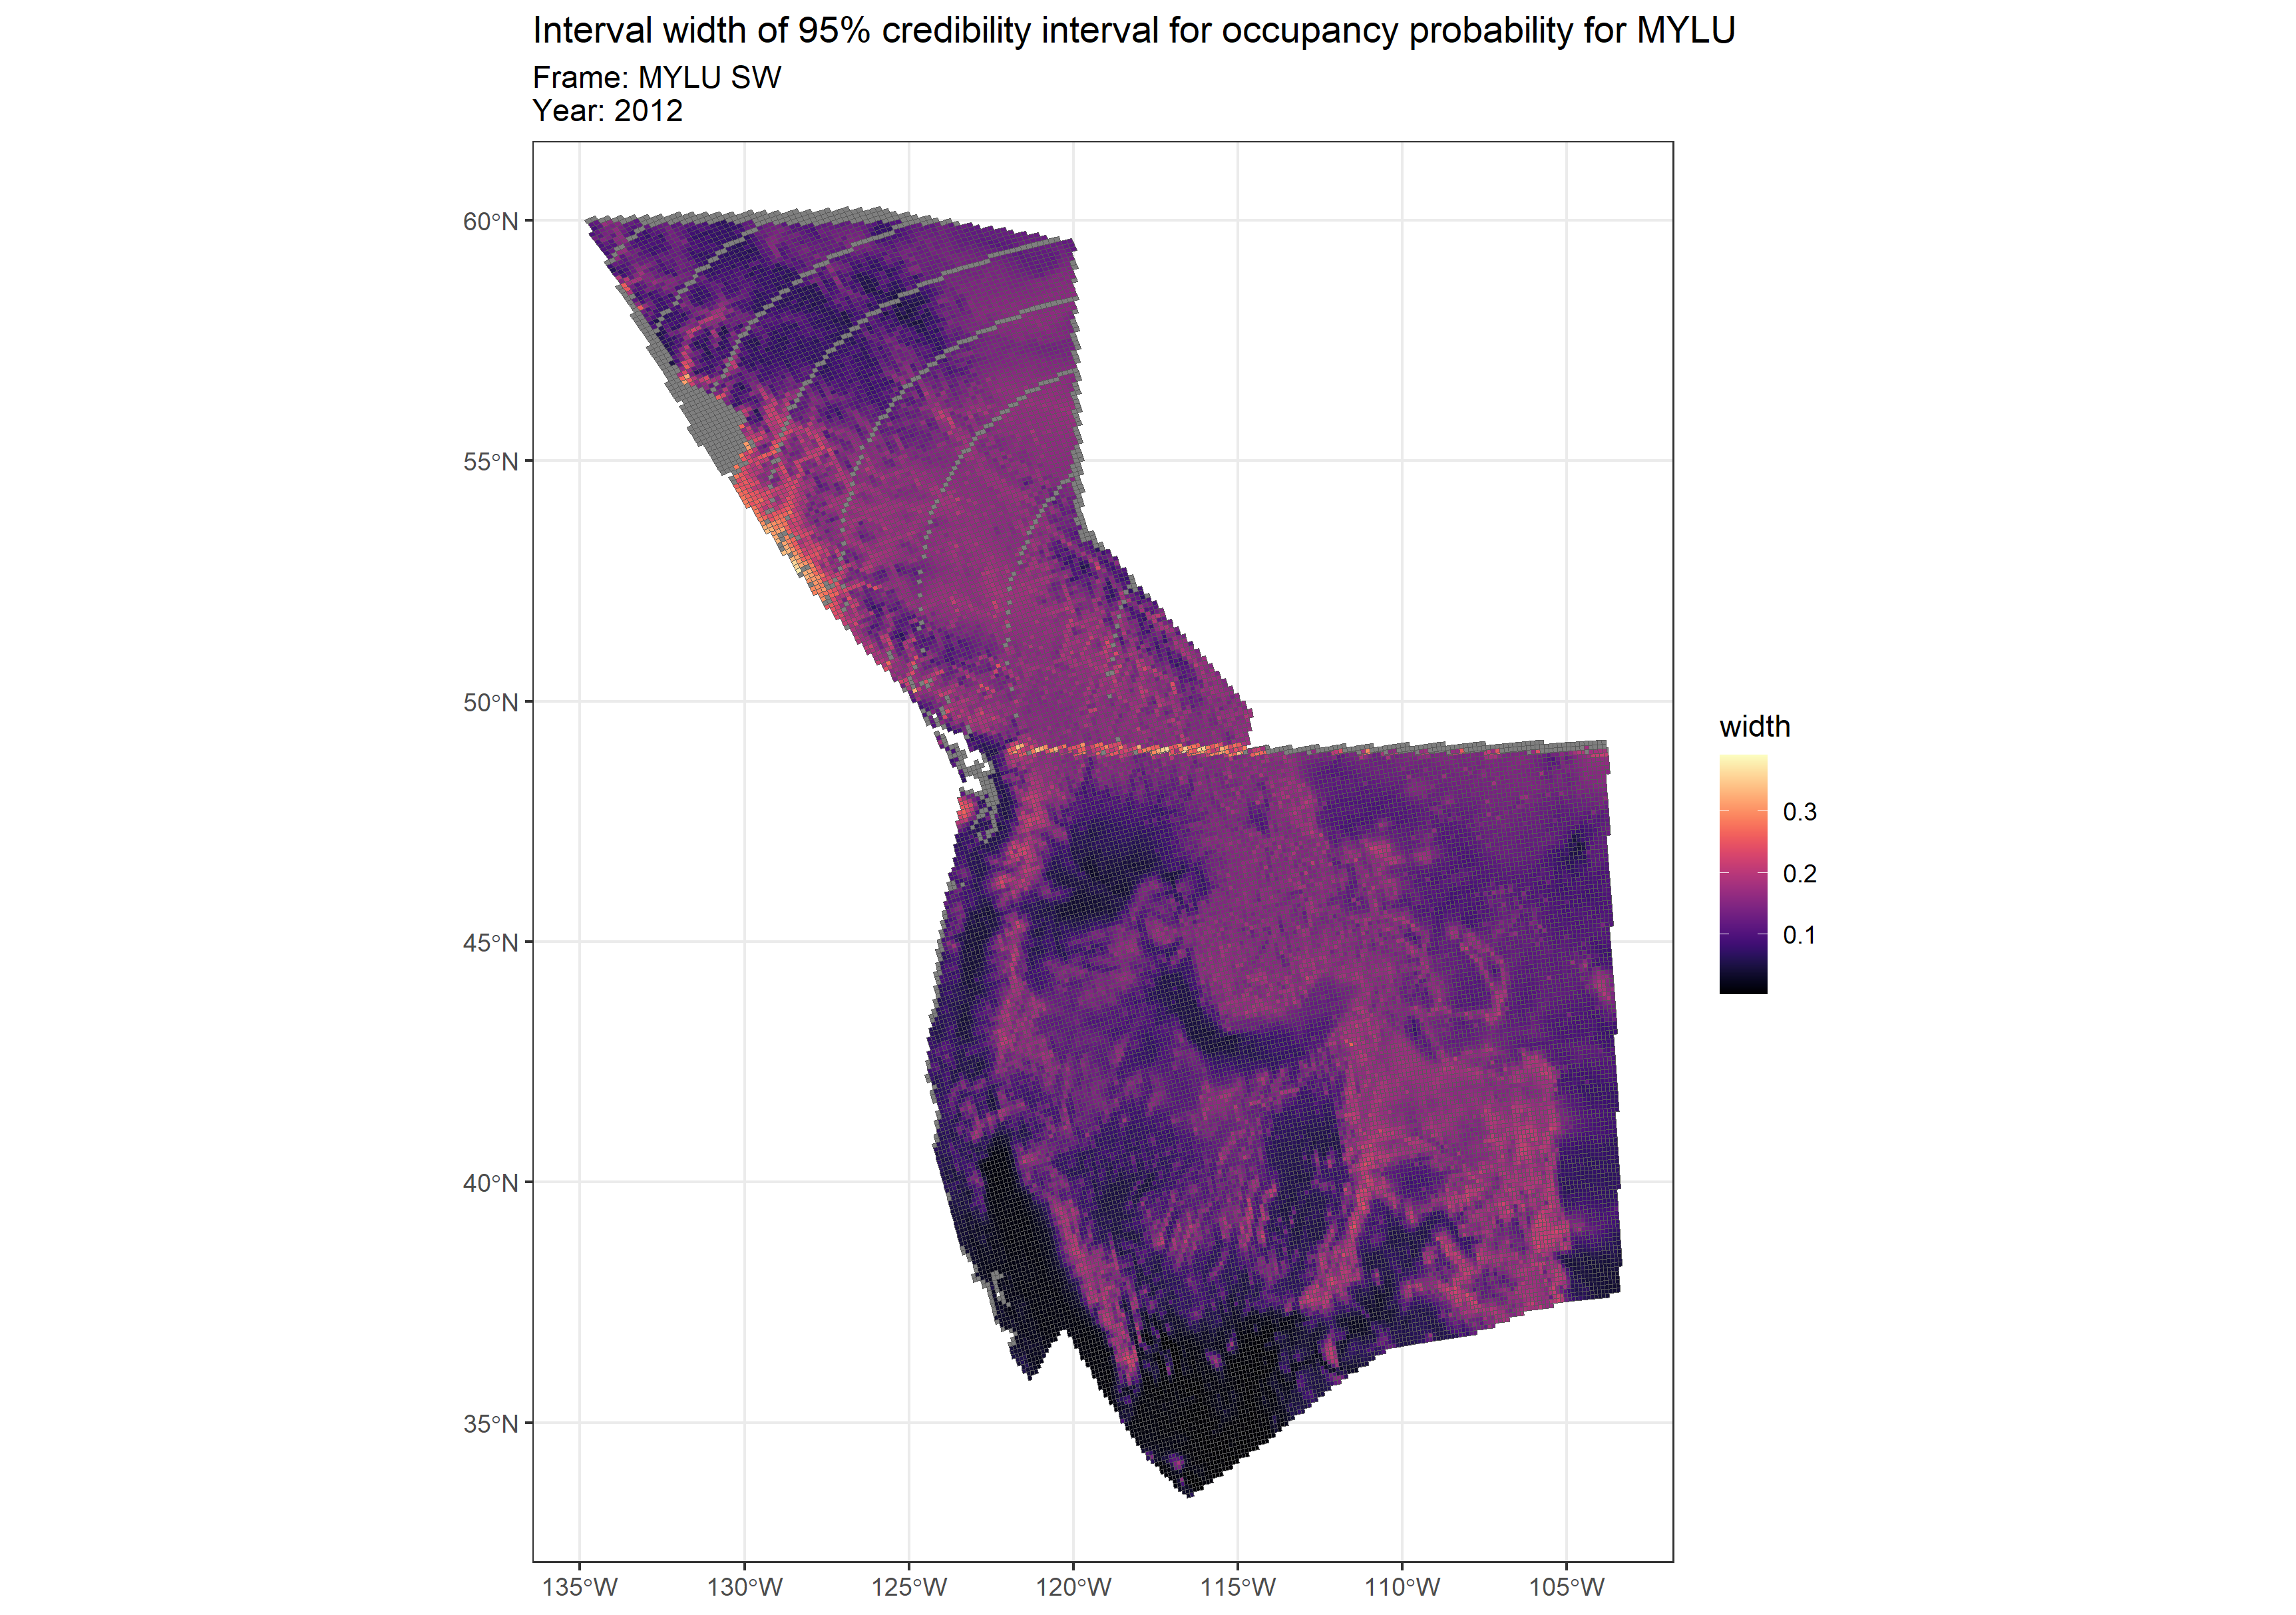 Interval width of 95% credibility interval for occupancy probability for MYLU
Frame: MYLU SW
Year: 2012
60°N
55°N
50°N
45°N
40°N
35°N
135°W 130°W 125°W 120°W 115°W 110°W 105°W
width
0.3
0.2
0.1